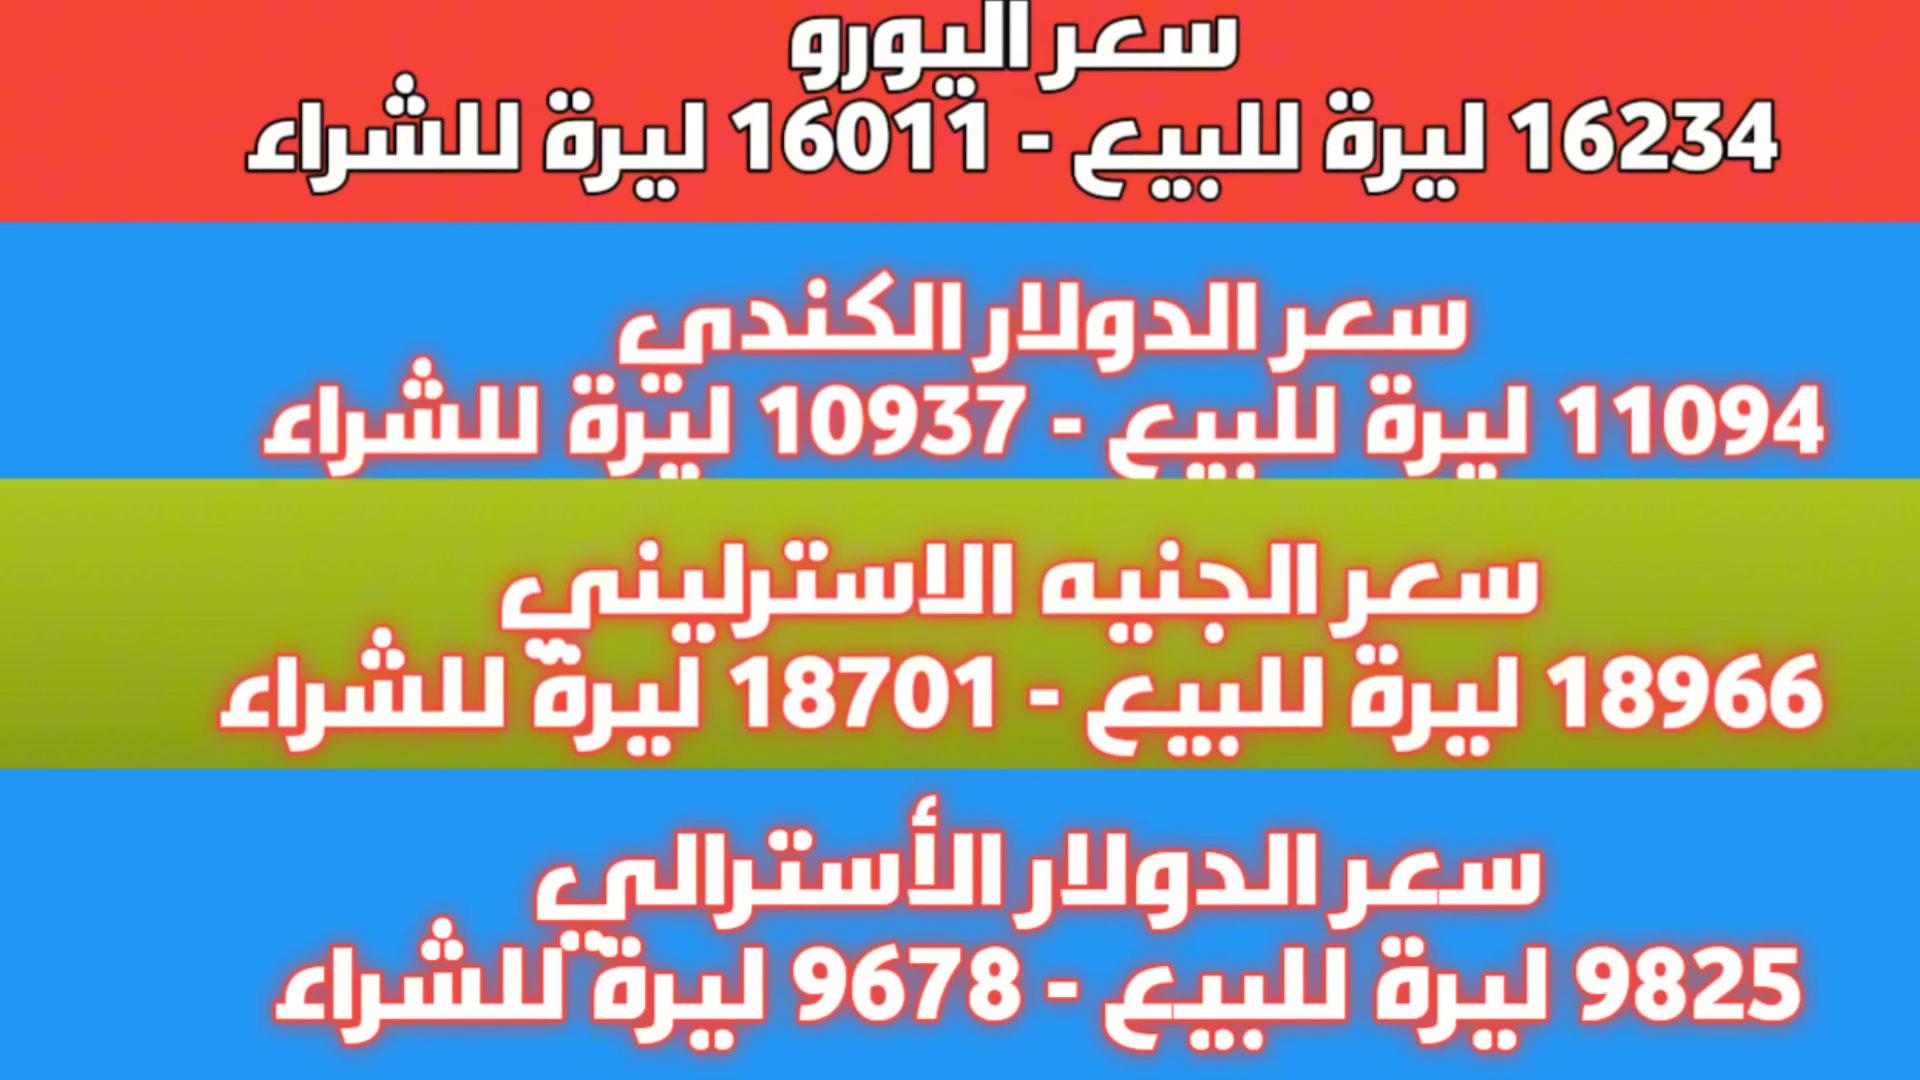 سعر اليورو
16234 ليرة للبيع - 16011 ليرة للشراء
سعر الدولار الكندي
11094 ليرة للبيع - 10937 ليرة للشراء
سعر الجنيه الاسترليني
18966 ليرة للبيع - 18701 ليرة للشراء
سعر الدولار الأسترالي
9825 ليرة للبيع - 9678 ليرة للشراء